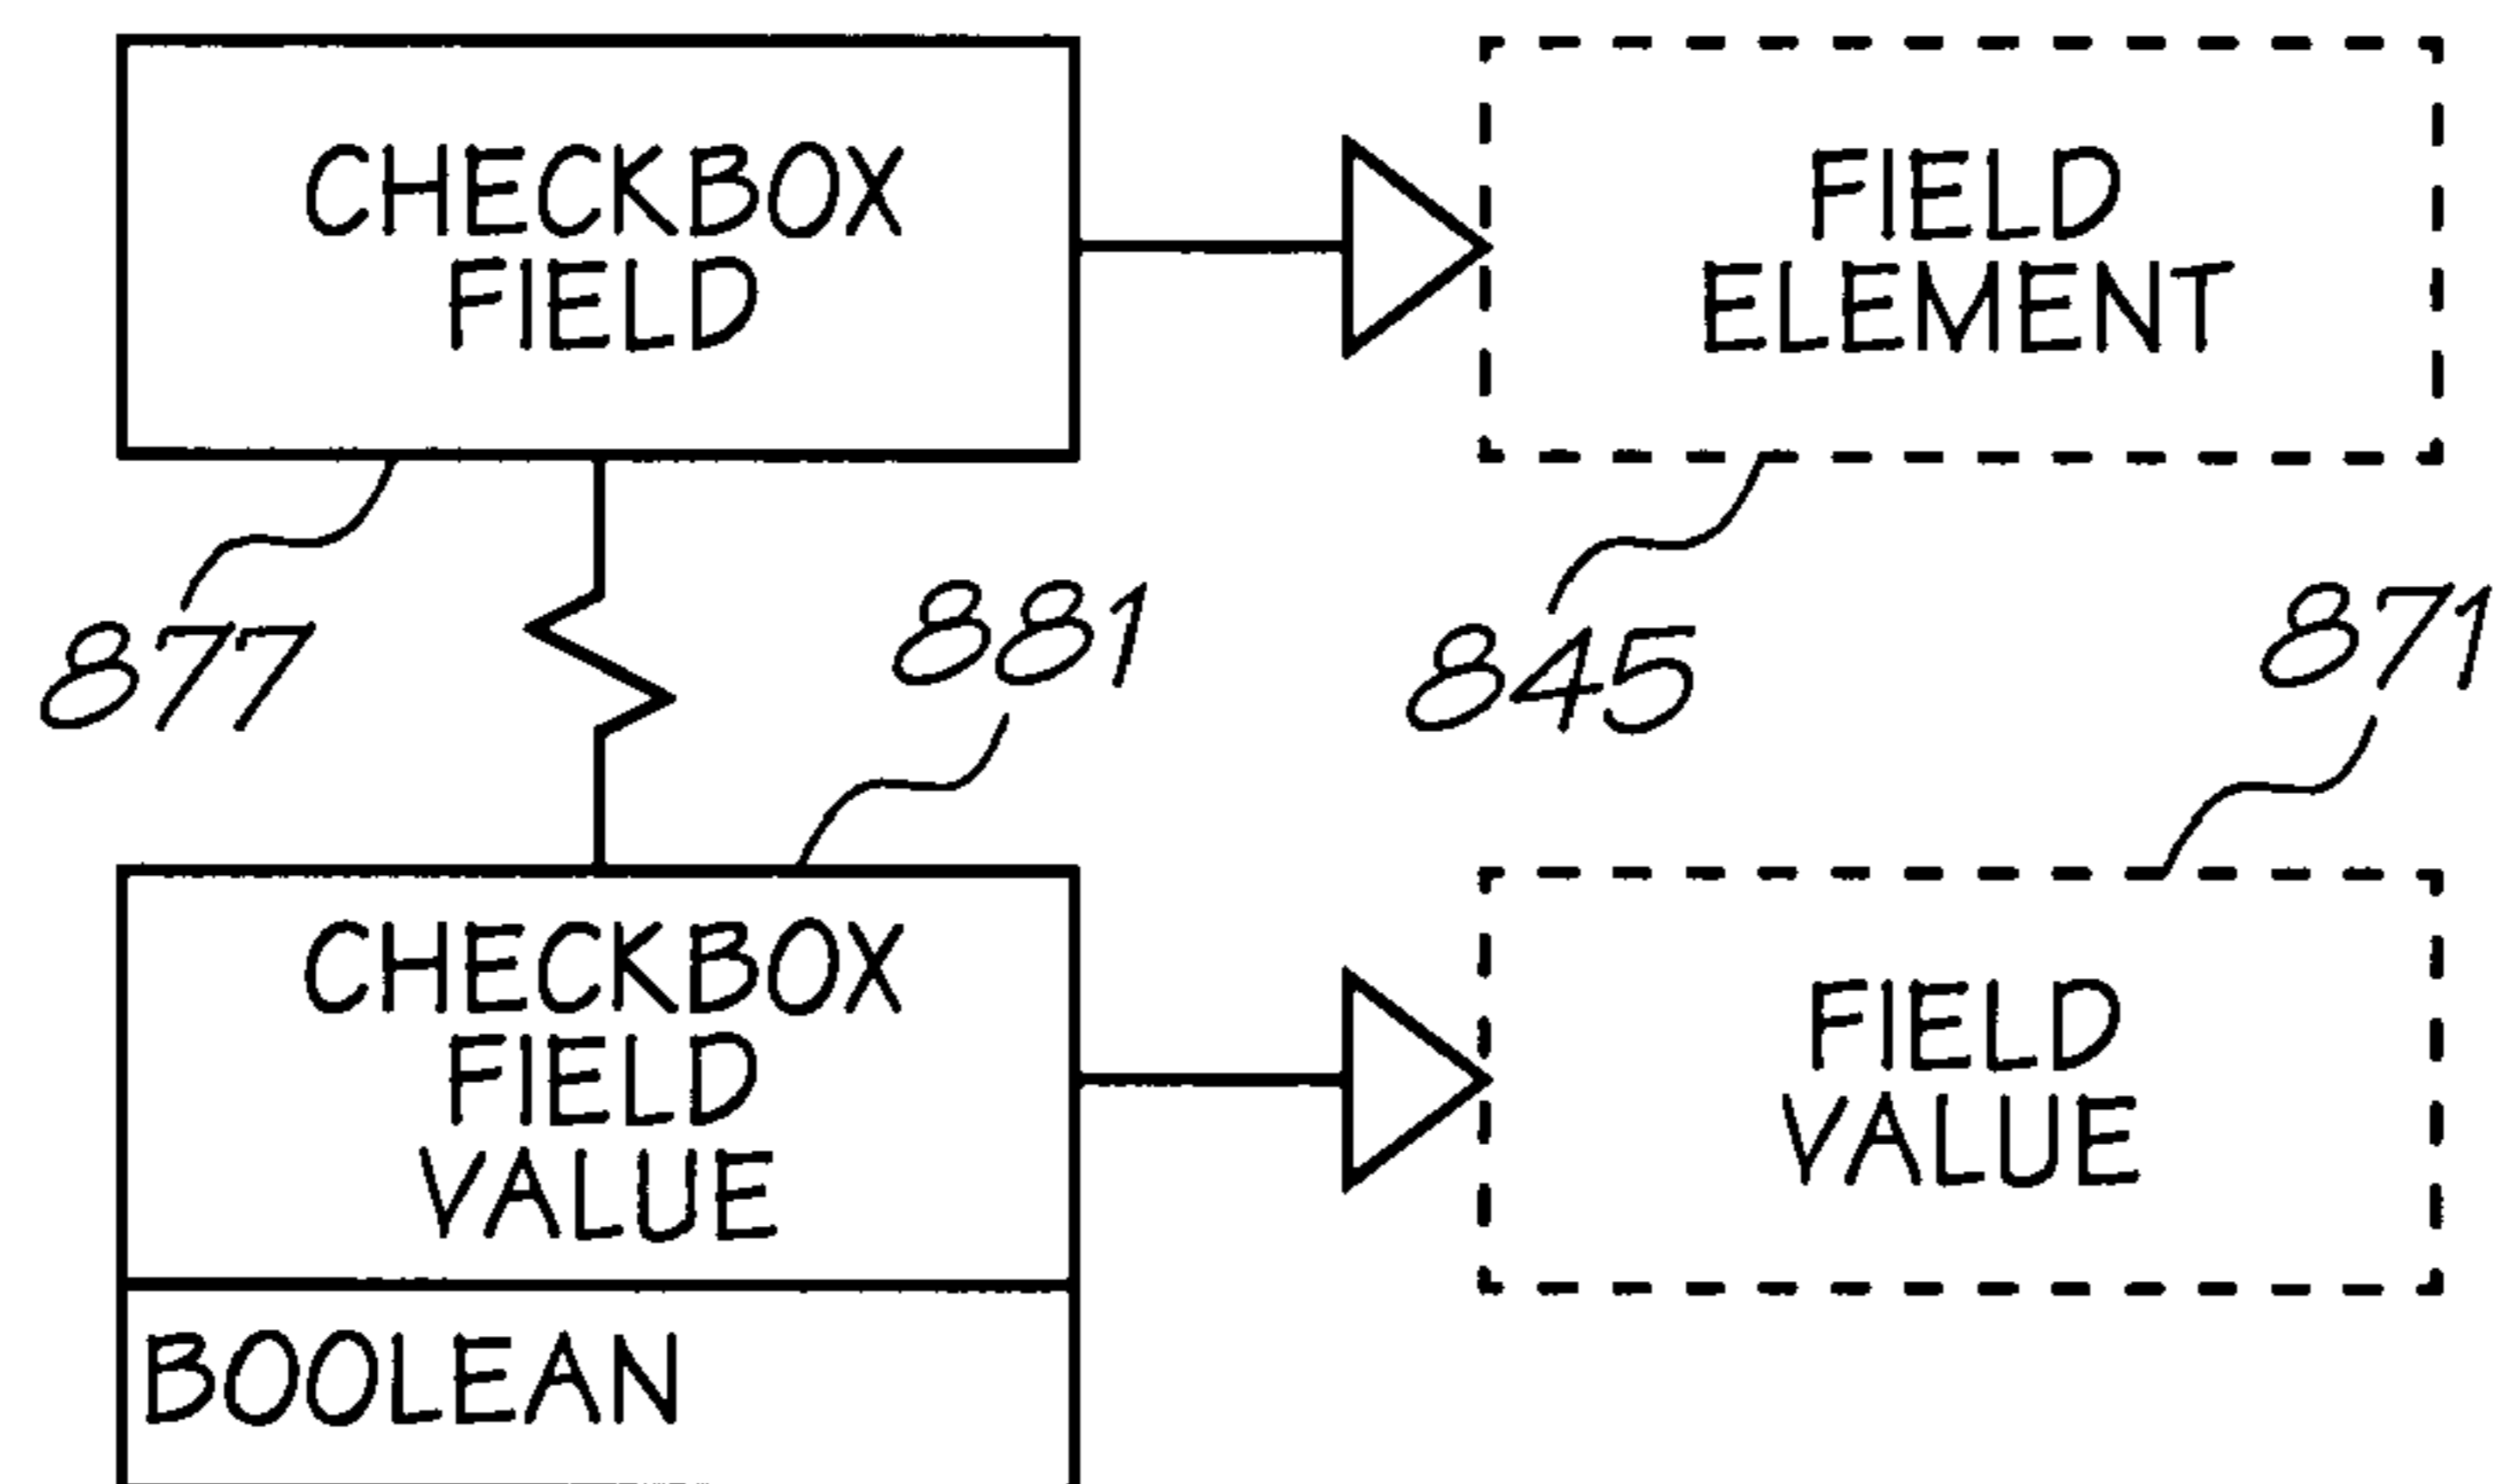 CHECKBOX
FIELD
FIELD
ELEMENT
877
881
845
871
CHECKBOX
FIELD
VALUE
FIELD
VALUE
BOOLEAN